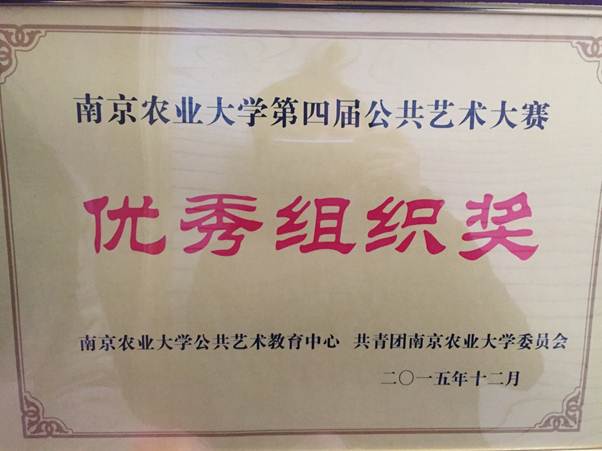 南京农业大学第四届公共艺术大赛
优秀组织奖
南京农业大学公共艺术教育中心 共青团南京农业大学委员会
二〇一五年十二月